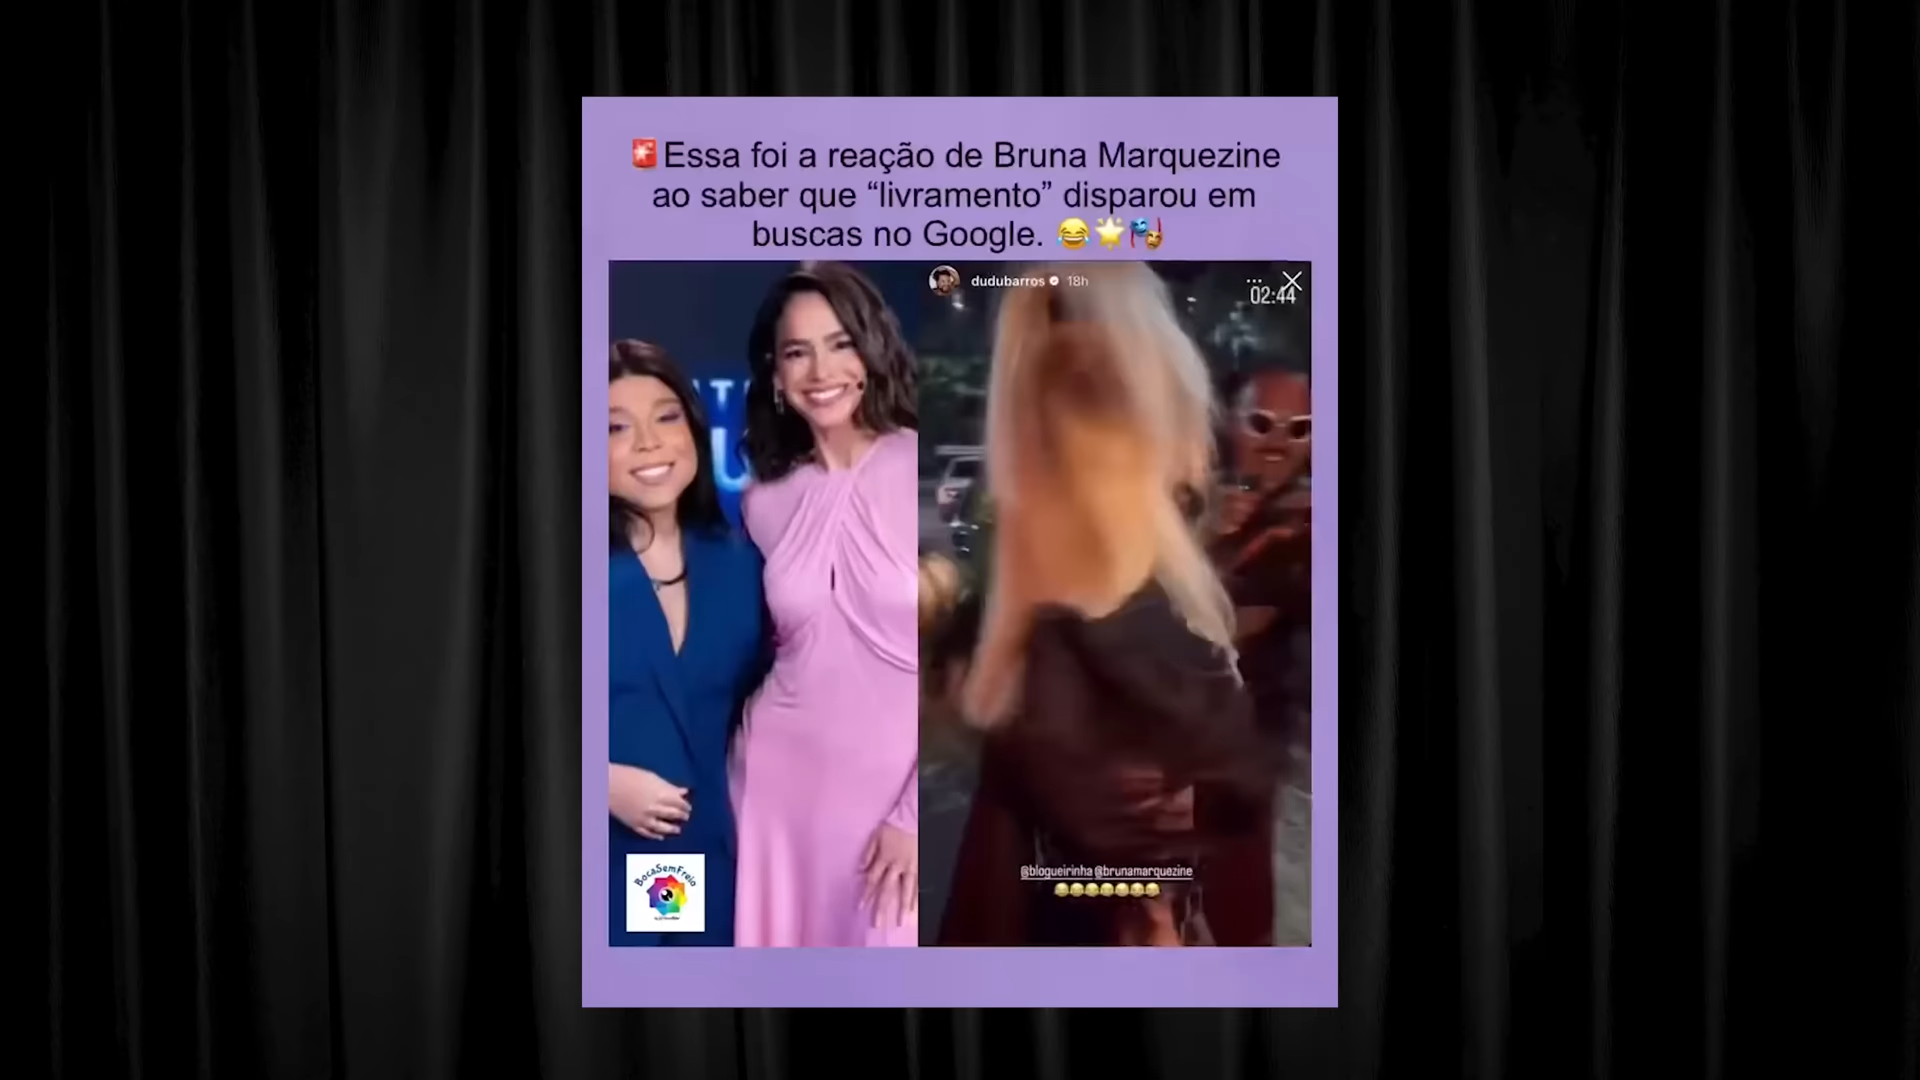 🚨Essa foi a reação de Bruna Marquezine
ao saber que “livramento” disparou em
buscas no Google. 😂🌟🎭
dudubarros 18h
02:44
BocaSemFreio
@blogueirinha @brunamarquezine
😂😂😂😂😂😂😂